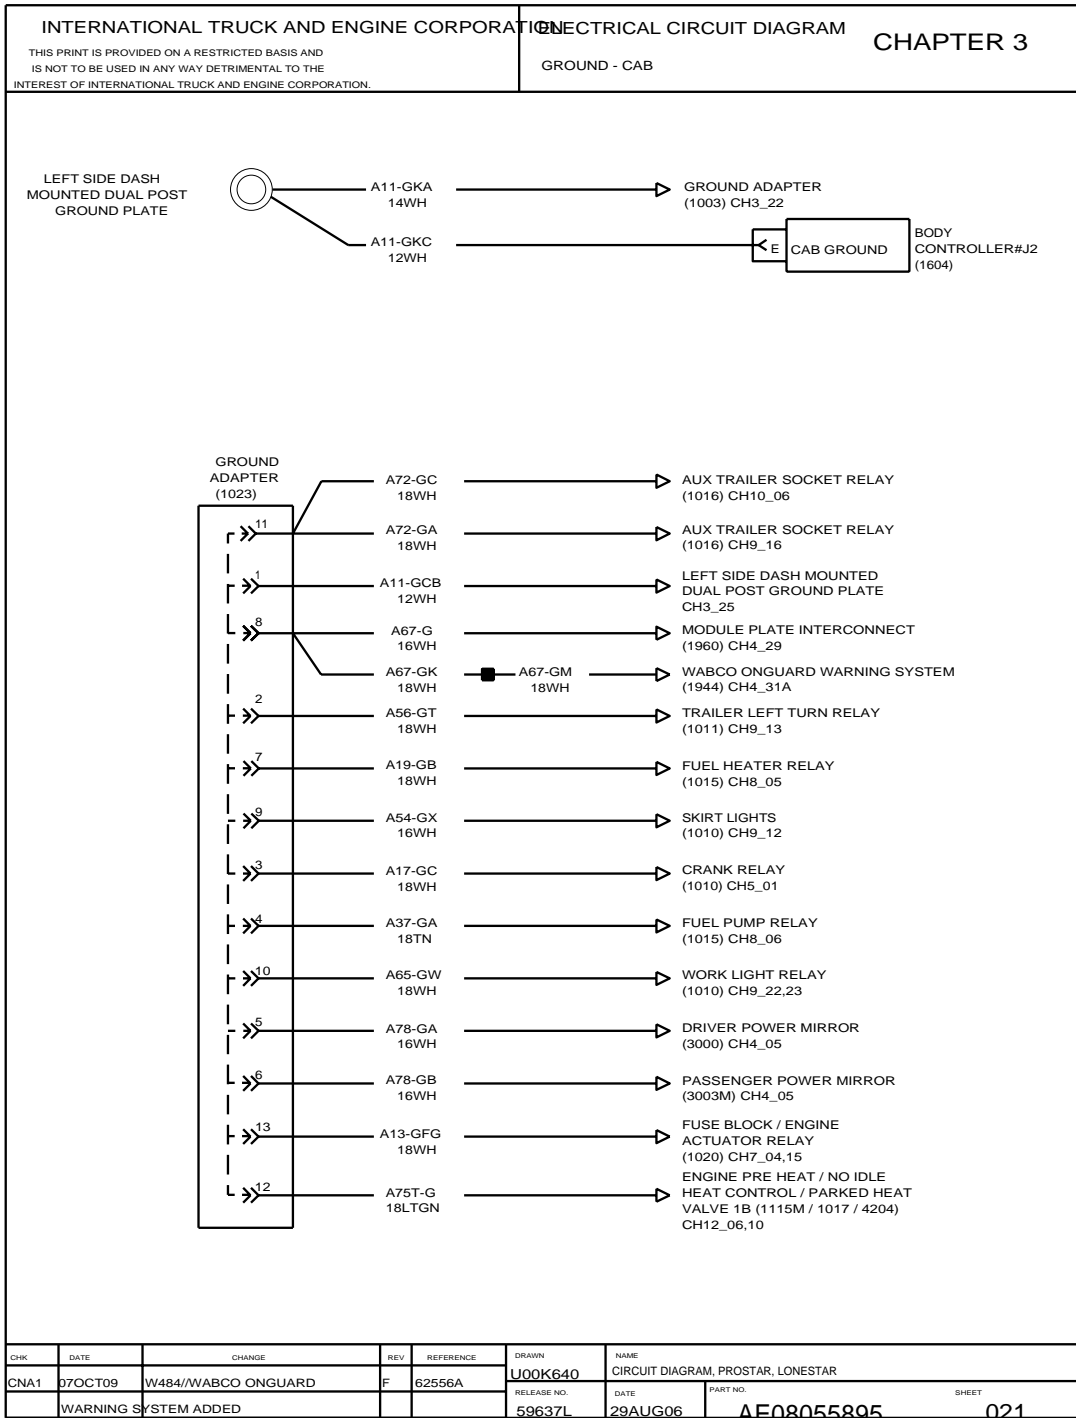 INTERNATIONAL TRUCK AND ENGINE CORPORATION
THIS PRINT IS PROVIDED ON A RESTRICTED BASIS AND
IS NOT TO BE USED IN ANY WAY DETRIMENTAL TO THE
INTEREST OF INTERNATIONAL TRUCK AND ENGINE CORPORATION.
ELECTRICAL CIRCUIT DIAGRAM
GROUND - CAB
CHAPTER 3
LEFT SIDE DASH
MOUNTED DUAL POST
GROUND PLATE
A11-GKA
14WH
GROUND ADAPTER
(1003) CH3_22
A11-GKC
12WH
E
CAB GROUND
BODY
CONTROLLER#J2
(1604)
GROUND
ADAPTER
(1023)
A72-GC
18WH
AUX TRAILER SOCKET RELAY
(1016) CH10_06
11
A72-GA
18WH
AUX TRAILER SOCKET RELAY
(1016) CH9_16
1
A11-GCB
12WH
LEFT SIDE DASH MOUNTED
DUAL POST GROUND PLATE
CH3_25
8
A67-G
16WH
MODULE PLATE INTERCONNECT
(1960) CH4_29
A67-GK
18WH
A67-GM
18WH
WABCO ONGUARD WARNING SYSTEM
(1944) CH4_31A
2
A56-GT
18WH
TRAILER LEFT TURN RELAY
(1011) CH9_13
7
A19-GB
18WH
FUEL HEATER RELAY
(1015) CH8_05
9
A54-GX
16WH
SKIRT LIGHTS
(1010) CH9_12
3
A17-GC
18WH
CRANK RELAY
(1010) CH5_01
4
A37-GA
18TN
FUEL PUMP RELAY
(1015) CH8_06
10
A65-GW
18WH
WORK LIGHT RELAY
(1010) CH9_22,23
5
A78-GA
16WH
DRIVER POWER MIRROR
(3000) CH4_05
6
A78-GB
16WH
PASSENGER POWER MIRROR
(3003M) CH4_05
13
A13-GFG
18WH
FUSE BLOCK / ENGINE
ACTUATOR RELAY
(1020) CH7_04,15
12
A75T-G
18LTGN
ENGINE PRE HEAT / NO IDLE
HEAT CONTROL / PARKED HEAT
VALVE 1B (1115M / 1017 / 4204)
CH12_06,10
CHK DATE CHANGE REV REFERENCE
CNA1 07OCT09 W484//WABCO ONGUARD F 62556A
WARNING SYSTEM ADDED
DRAWN
U00K640
NAME
CIRCUIT DIAGRAM, PROSTAR, LONESTAR
RELEASE NO.
59637L
DATE
29AUG06
PART NO.
AE08055895
SHEET
021